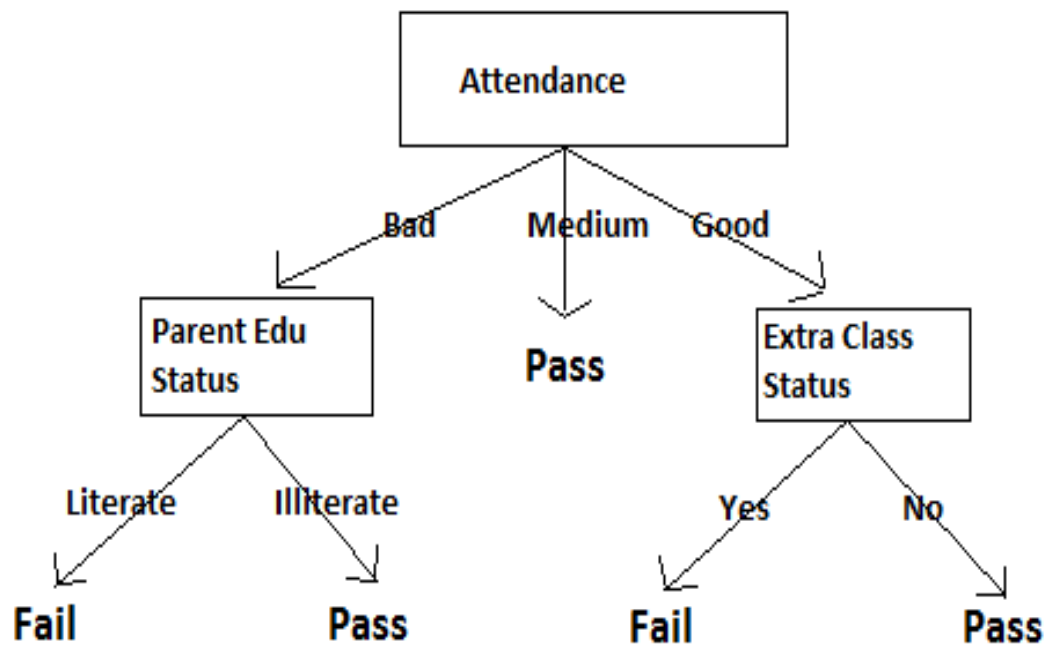 Attendance
Bad
Medium
Good
Parent Edu
Status
Pass
Extra Class
Status
Literate
Illiterate
Yes
No
Fail
Pass
Fail
Pass